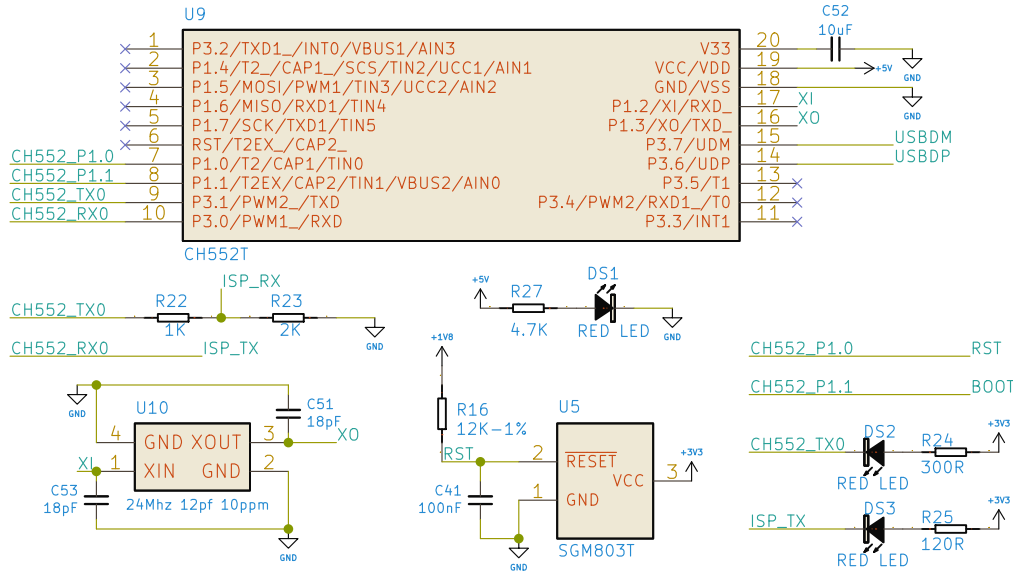 U9
C52
10uF
1 P3.2/TXD1_/INT0/VBUS1/AIN3 V33 20
GND
2 P1.4/T2_/CAP1_/SCS/TIN2/UCC1/AIN1 VCC/VDD 19 +5V
3 P1.5/MOSI/PWM1/TIN3/UCC2/AIN2 GND/VSS 18
GND
4 P1.6/MISO/RXD1/TIN4 P1.2/XI/RXD_ 17 XI
5 P1.7/SCK/TXD1/TIN5 P1.3/XO/TXD_ 16 XO
6 RST/T2EX_/CAP2_ P3.7/UDM 15 USBDM
CH552_P1.0 7 P1.0/T2/CAP1/TIN0 P3.6/UDP 14 USBDP
CH552_P1.1 8 P1.1/T2EX/CAP2/TIN1/VBUS2/AIN0 P3.5/T1 13
CH552_TX0 9 P3.1/PWM2_/TXD P3.4/PWM2/RXD1_/T0 12
CH552_RX0 10 P3.0/PWM1_/RXD P3.3/INT1 11
CH552T
ISP_RX
CH552_TX0 R22 R23
1K 2K
GND
CH552_RX0 ISP_TX
+5V R27 DS1
4.7K RED LED
GND
CH552_P1.0 RST
CH552_P1.1 BOOT
GND
U10
C51
18pF
4 GND XOUT 3 XO
XI 1 XIN GND 2
C53
18pF
24Mhz 12pf 10ppm
GND
+1V8
R16
12K-1%
U5
RST 2 RESET
VCC 3 +3V3
1 GND
C41
100nF
SGM803T
GND
CH552_TX0 DS2 R24 +3V3
RED LED 300R
ISP_TX DS3 R25 +3V3
RED LED 120R